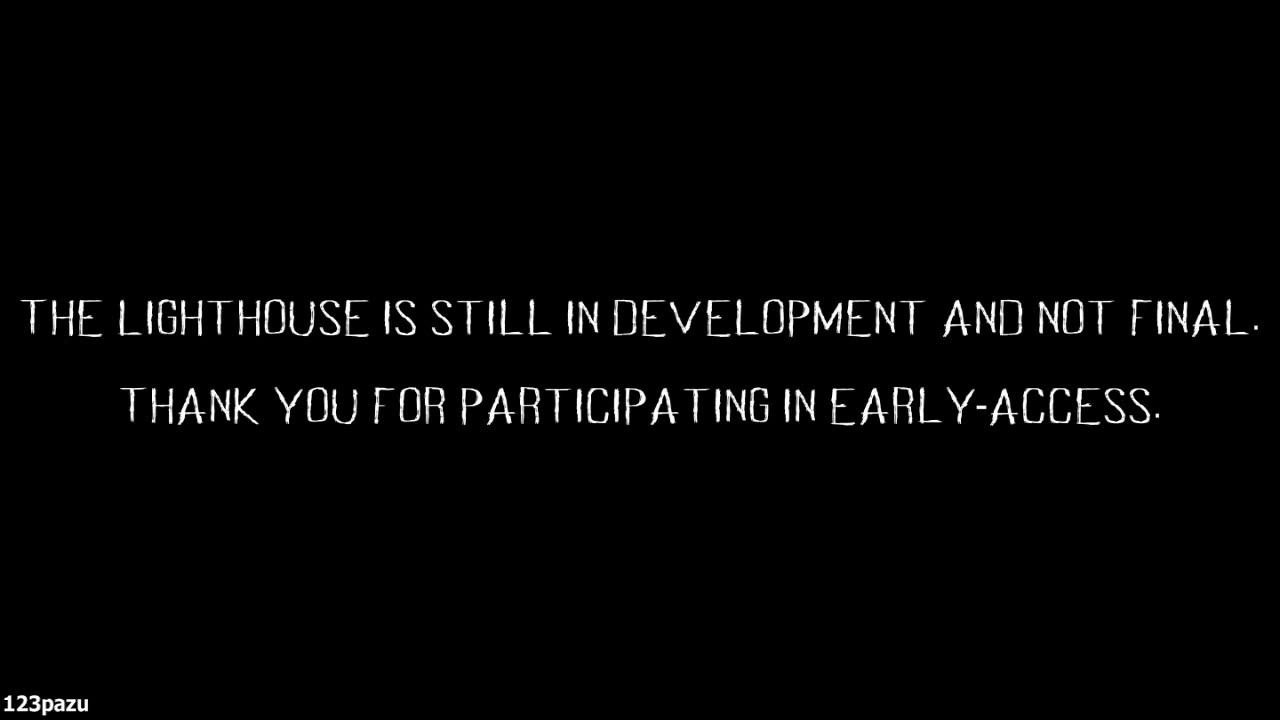 THE LIGHTHOUSE IS STILL IN DEVELOPMENT AND NOT FINAL.
THANK YOU FOR PARTICIPATING IN EARLY-ACCESS.
123pazu